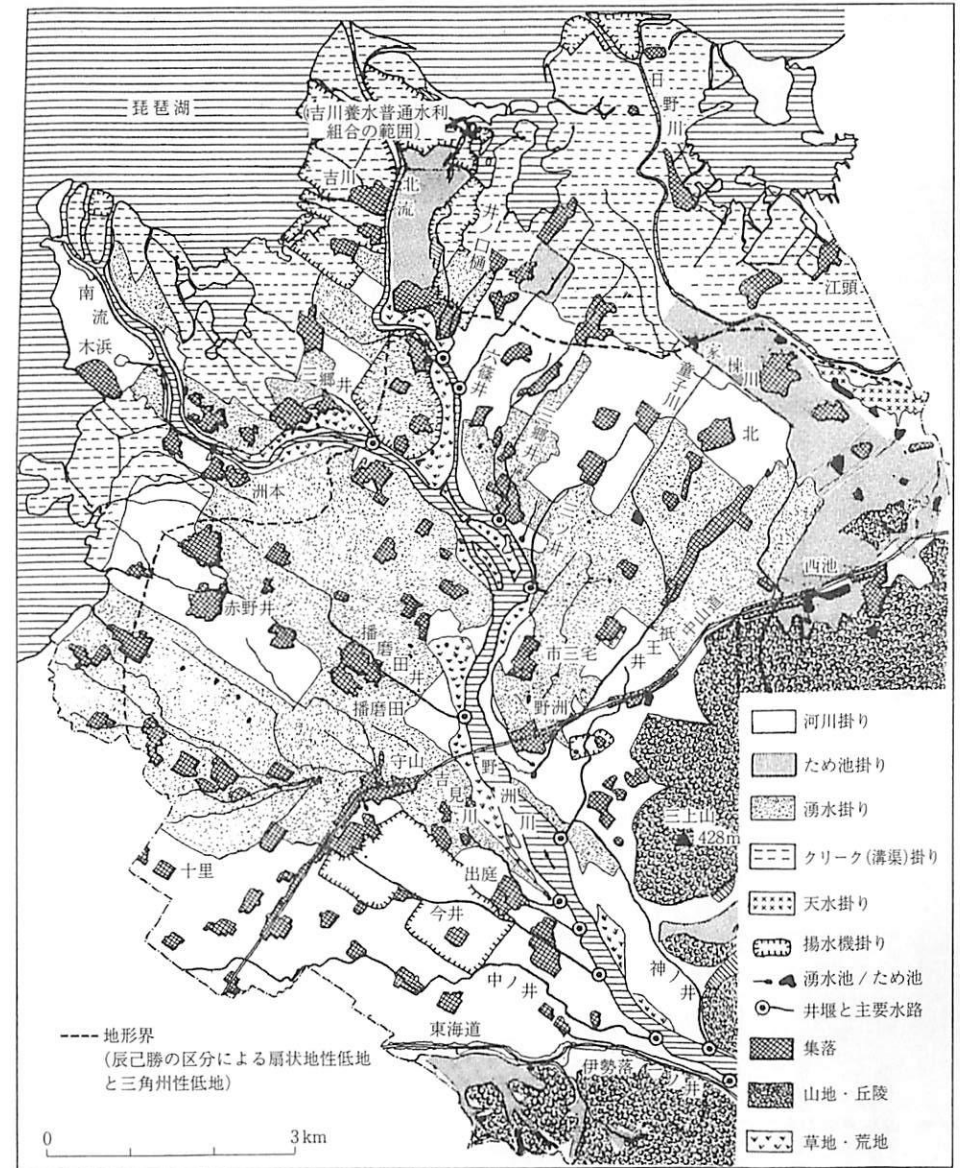 琵琶湖
(吉川養水普通水利
組合の範囲)
吉川
北流
井ノ口樋
日野川
江頭
南流
木浜
三郷井
六條井
三郷井
童子川
家棟川
北
洲本
井
西池
赤野井
播磨田井
播磨田
市三宅
祇王井
中山道
野洲
守山
吉見川
野洲川
三上山
428m
十里
出庭
今井
中ノ井
神ノ井
東海道
伊勢落
一ノ井
地形界
(辰己勝の区分による扇状地性低地
と三角州性低地)
0
3km
河川掛り
ため池掛り
湧水掛り
クリーク(溝渠)掛り
天水掛り
揚水機掛り
湧水池/ため池
井堰と主要水路
集落
山地・丘陵
草地・荒地